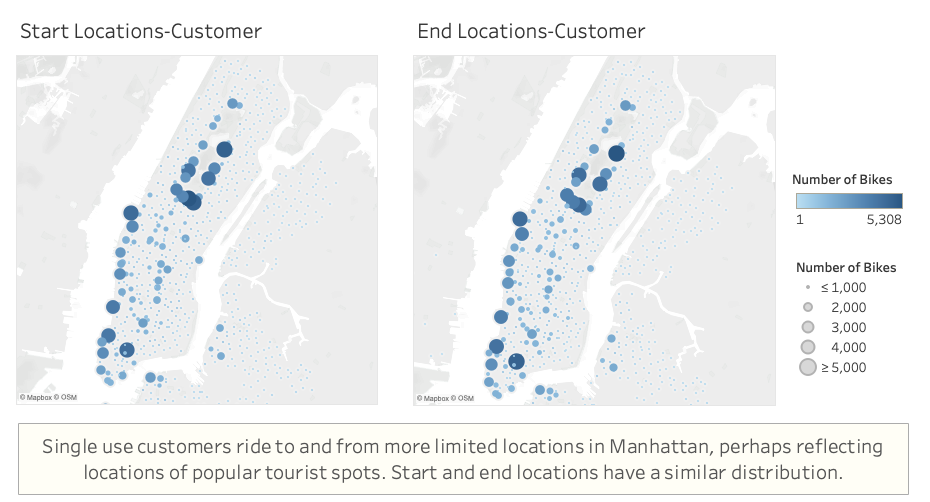 Start Locations-Customer
End Locations-Customer
© Mapbox © OSM
© Mapbox © OSM
Number of Bikes
1 5,308
Number of Bikes
≤ 1,000
2,000
3,000
4,000
≥ 5,000
Single use customers ride to and from more limited locations in Manhattan, perhaps reflecting
locations of popular tourist spots. Start and end locations have a similar distribution.